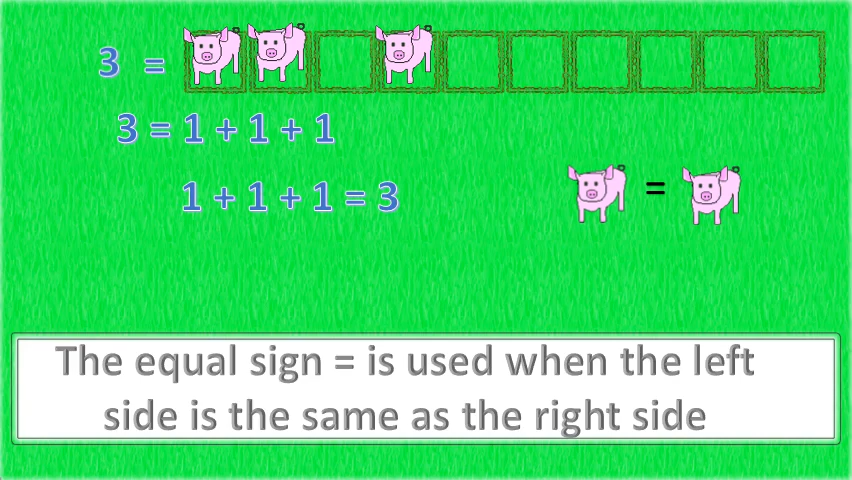 3 =
3 = 1 + 1 + 1
1 + 1 + 1 = 3
=
The equal sign = is used when the left
side is the same as the right side